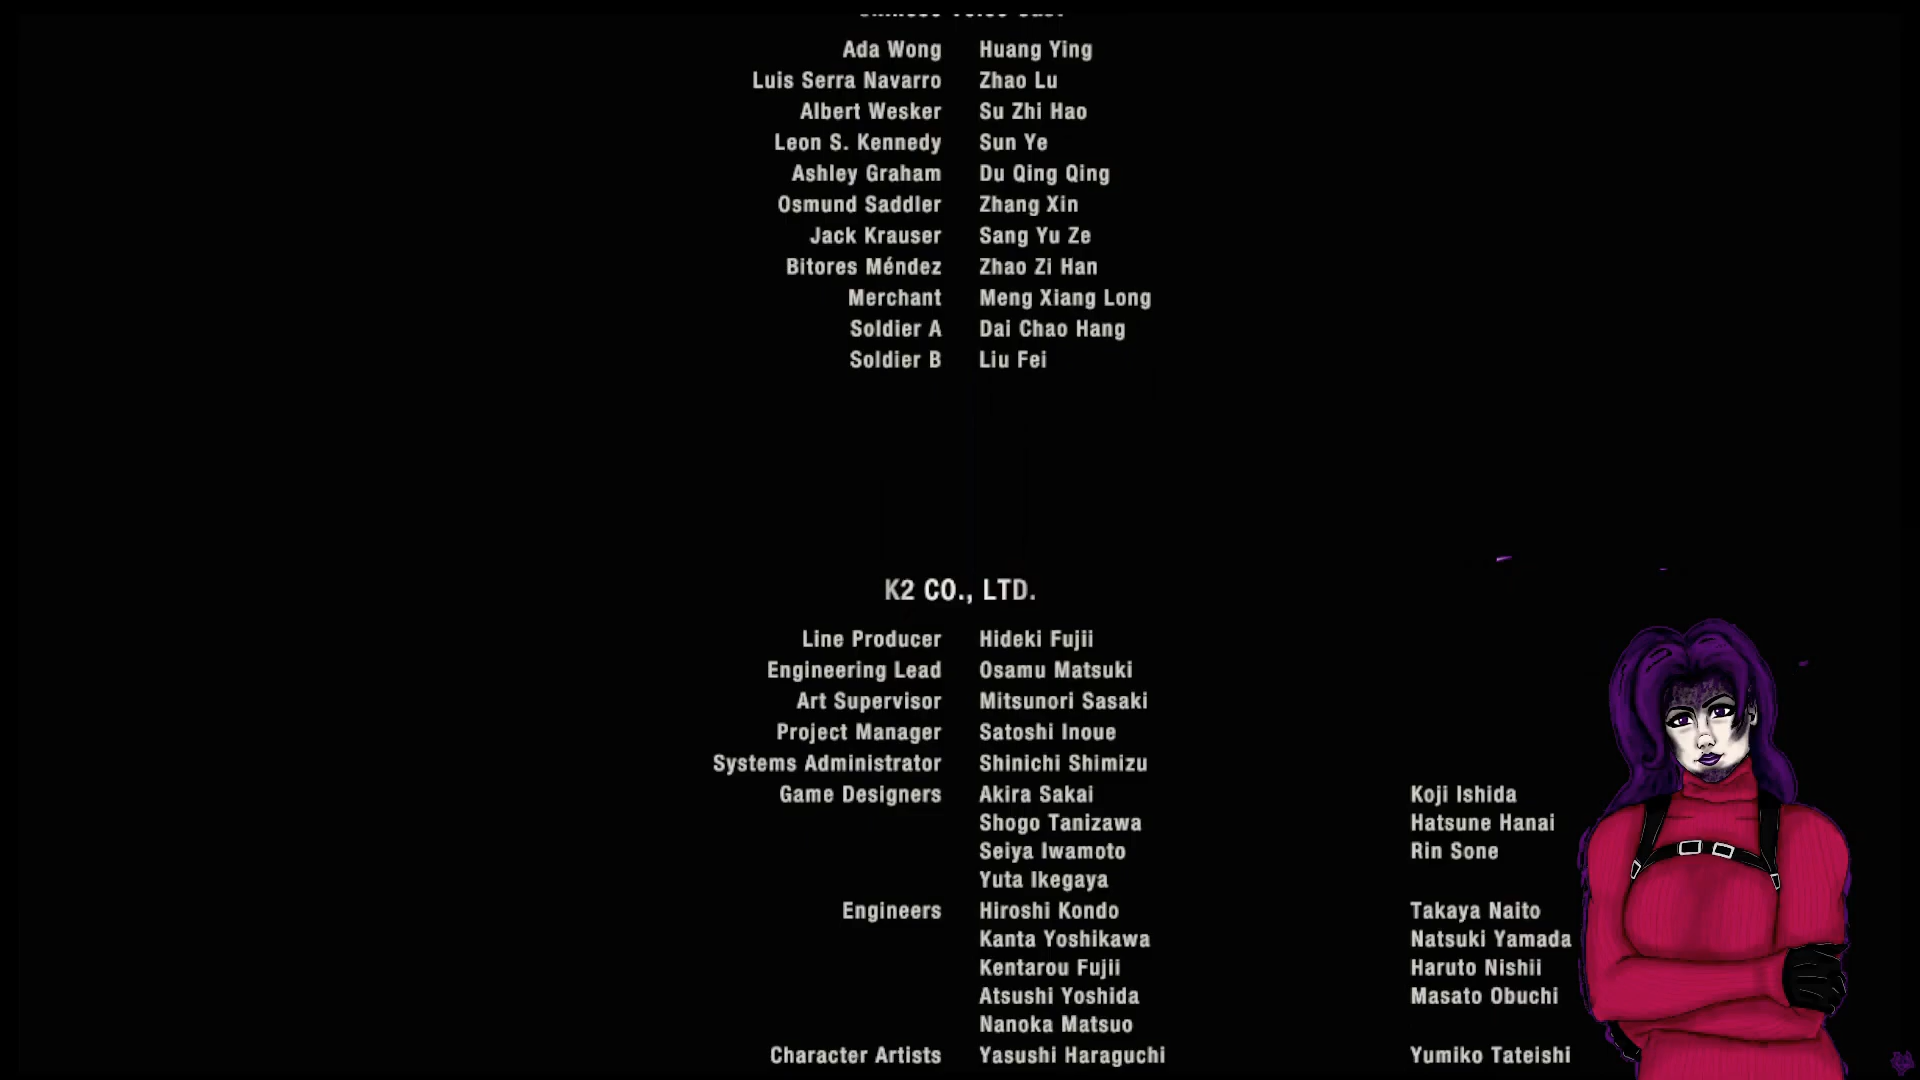 Chinese Voice Cast
Ada Wong Huang Ying
Luis Serra Navarro Zhao Lu
Albert Wesker Su Zhi Hao
Leon S. Kennedy Sun Ye
Ashley Graham Du Qing Qing
Osmund Saddler Zhang Xin
Jack Krauser Sang Yu Ze
Bitores Méndez Zhao Zi Han
Merchant Meng Xiang Long
Soldier A Dai Chao Hang
Soldier B Liu Fei
K2 CO., LTD.
Line Producer Hideki Fujii
Engineering Lead Osamu Matsuki
Art Supervisor Mitsunori Sasaki
Project Manager Satoshi Inoue
Systems Administrator Shinichi Shimizu
Game Designers Akira Sakai Koji Ishida
Shogo Tanizawa Hatsune Hanai
Seiya Iwamoto Rin Sone
Yuta Ikegaya
Engineers Hiroshi Kondo Takaya Naito
Kanta Yoshikawa Natsuki Yamada
Kentarou Fujii Haruto Nishii
Atsushi Yoshida Masato Obuchi
Nanoka Matsuo
Character Artists Yasushi Haraguchi Yumiko Tateishi